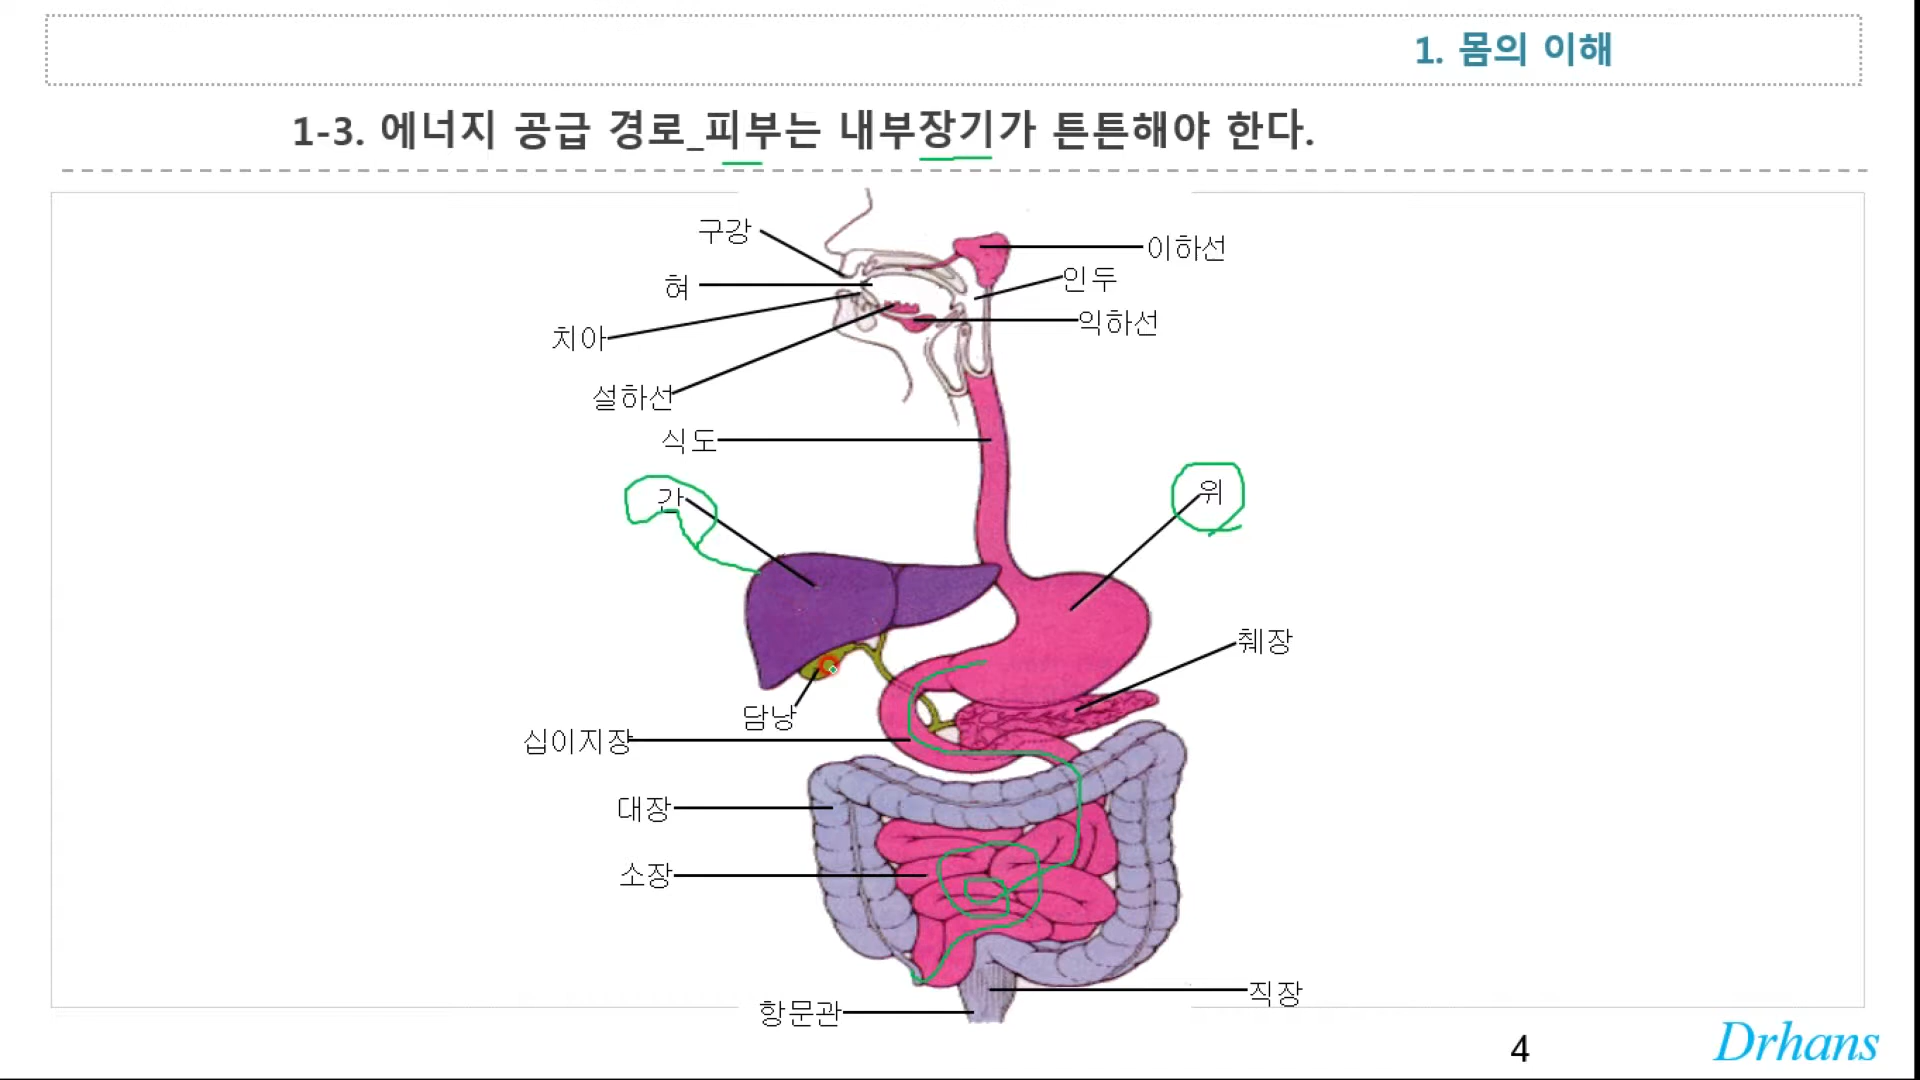 1. 몸의 이해
1-3. 에너지 공급 경로_피부는 내부장기가 튼튼해야 한다.
구강
이하선
인두
혀
익하선
치아
설하선
식도
간
위
췌장
담낭
십이지장
대장
소장
직장
항문관
4
Drhans